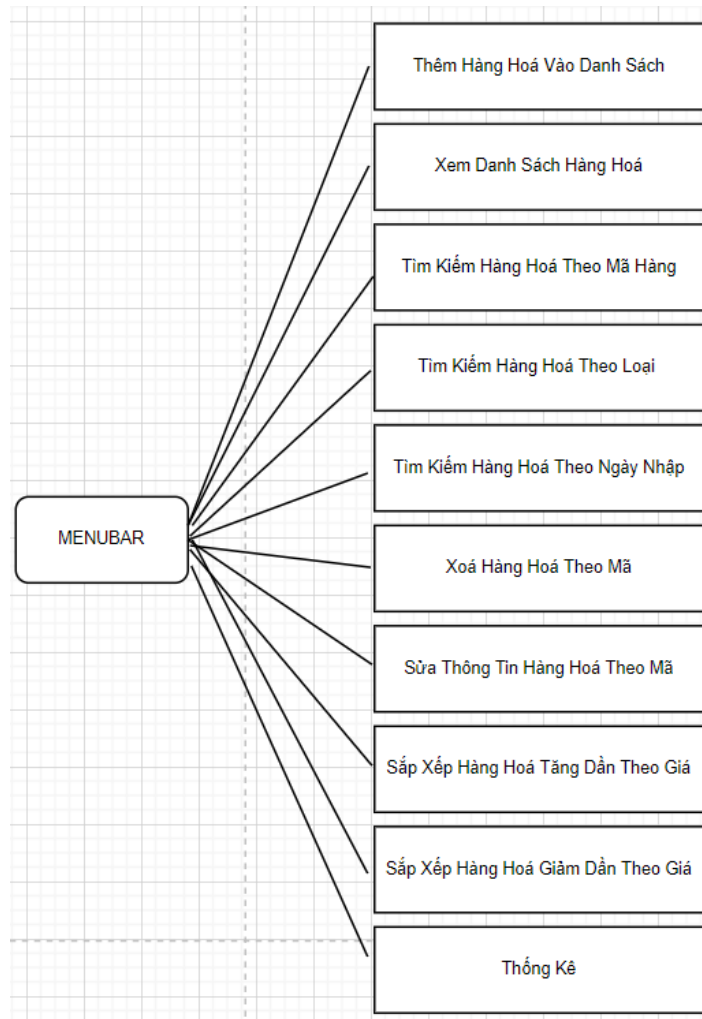 Thêm Hàng Hoá Vào Danh Sách
Xem Danh Sách Hàng Hoá
Tìm Kiếm Hàng Hoá Theo Mã Hàng
Tìm Kiếm Hàng Hoá Theo Loại
Tìm Kiếm Hàng Hoá Theo Ngày Nhập
MENUBAR
Xoá Hàng Hoá Theo Mã
Sửa Thông Tin Hàng Hoá Theo Mã
Sắp Xếp Hàng Hoá Tăng Dần Theo Giá
Sắp Xếp Hàng Hoá Giảm Dần Theo Giá
Thống Kê